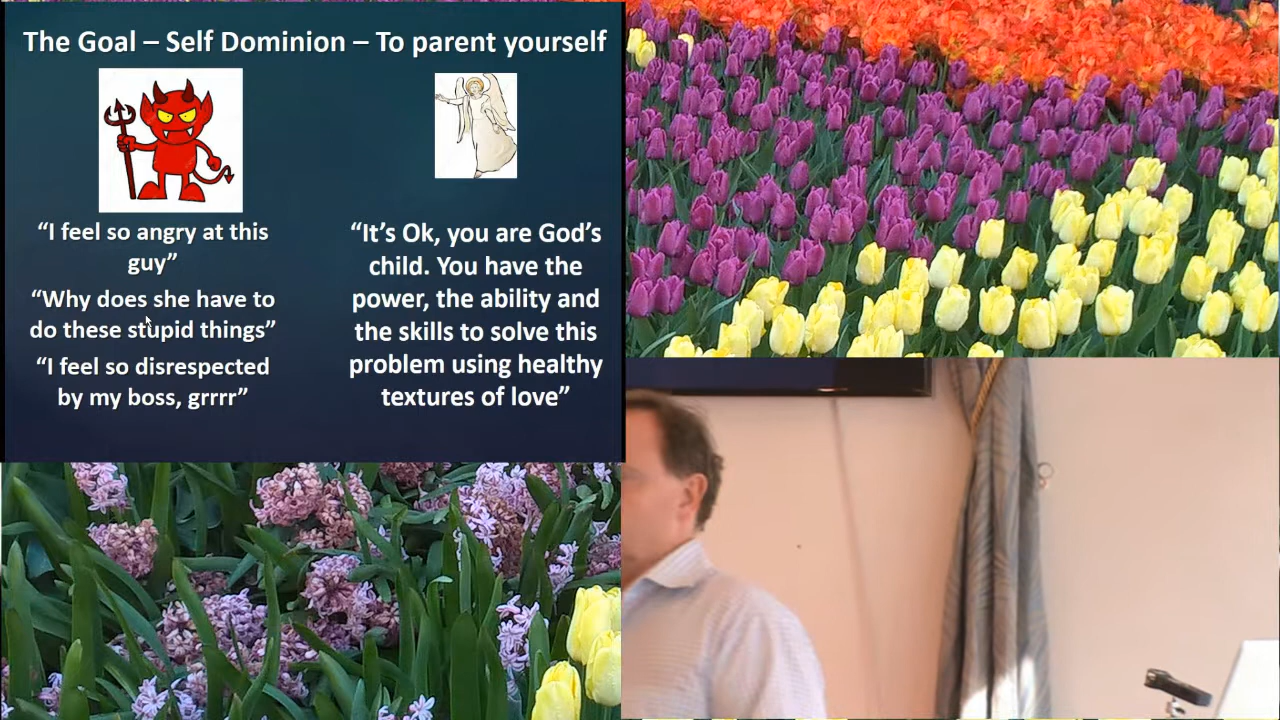 The Goal – Self Dominion – To parent yourself
“I feel so angry at this
guy”
“Why does she have to
do these stupid things”
“I feel so disrespected
by my boss, grrrr”
“It’s Ok, you are God’s
child. You have the
power, the ability and
the skills to solve this
problem using healthy
textures of love”